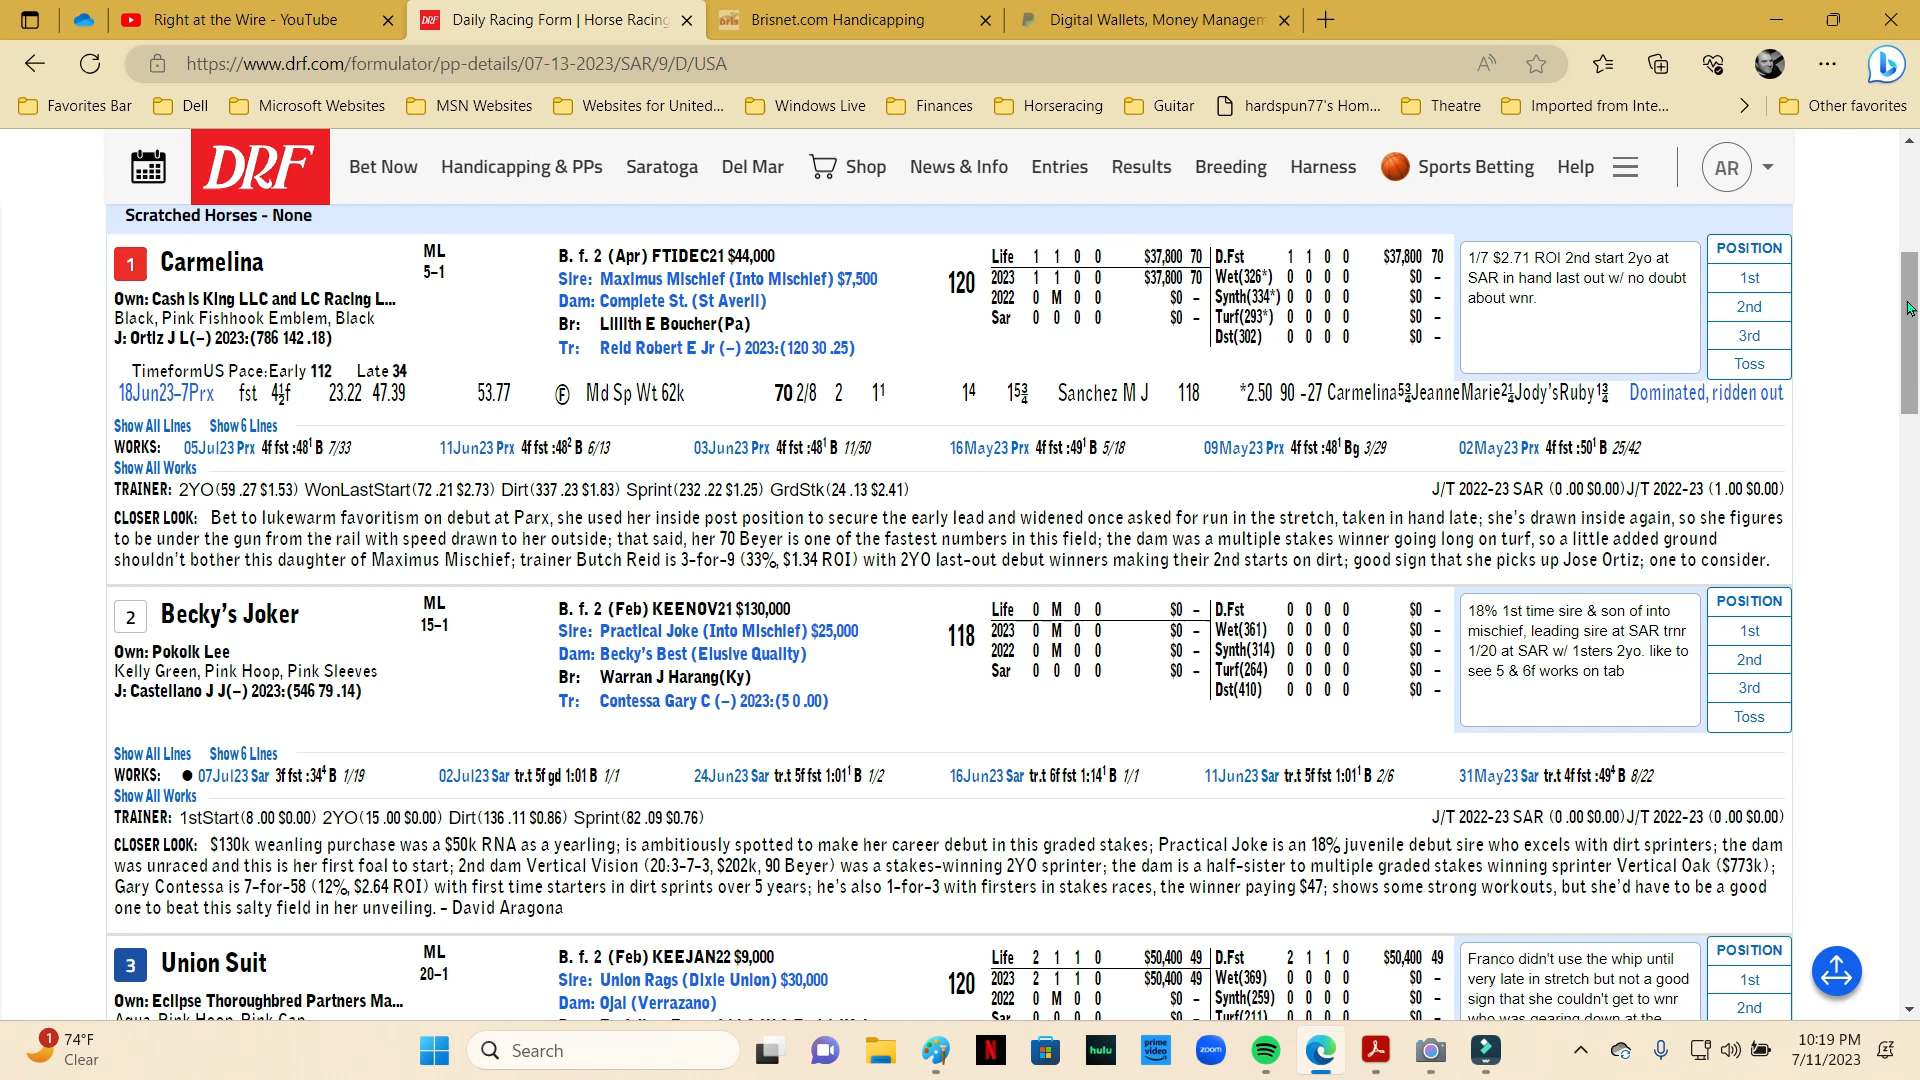 Right at the Wire - YouTube
DRF Daily Racing Form | Horse Racing
Brisnet.com Handicapping
Digital Wallets, Money Managem
https://www.drf.com/formulator/pp-details/07-13-2023/SAR/9/D/USA
Favorites Bar Dell Microsoft Websites MSN Websites Websites for United... Windows Live Finances Horseracing Guitar hardspun77's Hom... Theatre Imported from Inte... Other favorites
DRF Bet Now Handicapping & PPs Saratoga Del Mar Shop News & Info Entries Results Breeding Harness Sports Betting Help AR
Scratched Horses - None
1 Carmelina
ML
5-1
Own: Cash is King LLC and LC Racing L...
Black, Pink Fishhook Emblem, Black
J: Ortiz J L(-) 2023:(786 142 .18)
B. f. 2 (Apr) FTIDEC21 $44,000
Sire: Maximus Mischief (Into Mischief) $7,500
Dam: Complete St. (St Averil)
Br: Lillith E Boucher(Pa)
Tr: Reid Robert E Jr (-) 2023:(120 30 .25)
120
Life 1 1 0 0 $37,800 70
2023 1 1 0 0 $37,800 70
2022 0 M 0 0 $0 -
Sar 0 0 0 0 $0 -
D.Fst 1 1 0 0 $37,800 70
Wet(326*) 0 0 0 0 $0 -
Synth(334*) 0 0 0 0 $0 -
Turf(293*) 0 0 0 0 $0 -
Dst(302) 0 0 0 0 $0 -
1/7 $2.71 ROI 2nd start 2yo at
SAR in hand last out w/ no doubt
about wnr.
POSITION
1st
2nd
3rd
Toss
TimeformUS Pace:Early 112 Late 34
18Jun23-7Prx fst 4½f 23.22 47.39 53.77 Ⓕ Md Sp Wt 62k 70 2/8 2 1¹ 1⁴ 1⁵¾ Sanchez M J 118 *2.50 90 -27 Carmelina⁵¾JeanneMarie²¼Jody'sRuby¹¾ Dominated, ridden out
Show All Lines Show 6 Lines
WORKS: 05Jul23 Prx 4f fst :48¹ B 7/33 11Jun23 Prx 4f fst :48² B 6/13 03Jun23 Prx 4f fst :48¹ B 11/50 16May23 Prx 4f fst :49¹ B 5/18 09May23 Prx 4f fst :48¹ Bg 3/29 02May23 Prx 4f fst :50¹ B 25/42
Show All Works
TRAINER: 2YO(59 .27 $1.53) WonLastStart(72 .21 $2.73) Dirt(337 .23 $1.83) Sprint(232 .22 $1.25) GrdStk(24 .13 $2.41) J/T 2022-23 SAR (0 .00 $0.00) J/T 2022-23 (1 .00 $0.00)
CLOSER LOOK: Bet to lukewarm favoritism on debut at Parx, she used her inside post position to secure the early lead and widened once asked for run in the stretch, taken in hand late; she's drawn inside again, so she figures
to be under the gun from the rail with speed drawn to her outside; that said, her 70 Beyer is one of the fastest numbers in this field; the dam was a multiple stakes winner going long on turf, so a little added ground
shouldn't bother this daughter of Maximus Mischief; trainer Butch Reid is 3-for-9 (33%, $1.34 ROI) with 2YO last-out debut winners making their 2nd starts on dirt; good sign that she picks up Jose Ortiz; one to consider.
2 Becky's Joker
ML
15-1
Own: Pokoik Lee
Kelly Green, Pink Hoop, Pink Sleeves
J: Castellano J J(-) 2023:(546 79 .14)
B. f. 2 (Feb) KEENOV21 $130,000
Sire: Practical Joke (Into Mischief) $25,000
Dam: Becky's Best (Elusive Quality)
Br: Warran J Harang(Ky)
Tr: Contessa Gary C (-) 2023:(5 0 .00)
118
Life 0 M 0 0 $0 -
2023 0 M 0 0 $0 -
2022 0 M 0 0 $0 -
Sar 0 0 0 0 $0 -
D.Fst 0 0 0 0 $0 -
Wet(361) 0 0 0 0 $0 -
Synth(314) 0 0 0 0 $0 -
Turf(264) 0 0 0 0 $0 -
Dst(410) 0 0 0 0 $0 -
18% 1st time sire & son of into
mischief, leading sire at SAR trnr
1/20 at SAR w/ 1sters 2yo. like to
see 5 & 6f works on tab
POSITION
1st
2nd
3rd
Toss
Show All Lines Show 6 Lines
WORKS: ● 07Jul23 Sar 3f fst :34⁴ B 1/19 02Jul23 Sar tr.t 5f gd 1:01 B 1/1 24Jun23 Sar tr.t 5f fst 1:01¹ B 1/2 16Jun23 Sar tr.t 6f fst 1:14¹ B 1/1 11Jun23 Sar tr.t 5f fst 1:01¹ B 2/6 31May23 Sar tr.t 4f fst :49⁴ B 8/22
Show All Works
TRAINER: 1stStart(8 .00 $0.00) 2YO(15 .00 $0.00) Dirt(136 .11 $0.86) Sprint(82 .09 $0.76) J/T 2022-23 SAR (0 .00 $0.00) J/T 2022-23 (0 .00 $0.00)
CLOSER LOOK: $130k weanling purchase was a $50k RNA as a yearling; is ambitiously spotted to make her career debut in this graded stakes; Practical Joke is an 18% juvenile debut sire who excels with dirt sprinters; the dam
was unraced and this is her first foal to start; 2nd dam Vertical Vision (20:3-7-3, $202k, 90 Beyer) was a stakes-winning 2YO sprinter; the dam is a half-sister to multiple graded stakes winning sprinter Vertical Oak ($773k);
Gary Contessa is 7-for-58 (12%, $2.64 ROI) with first time starters in dirt sprints over 5 years; he's also 1-for-3 with firsters in stakes races, the winner paying $47; shows some strong workouts, but she'd have to be a good
one to beat this salty field in her unveiling. - David Aragona
3 Union Suit
ML
20-1
Own: Eclipse Thoroughbred Partners Ma...
Aqua, Pink Hoop, Pink Cap
B. f. 2 (Feb) KEEJAN22 $9,000
Sire: Union Rags (Dixie Union) $30,000
Dam: Ojai (Verrazano)
120
Life 2 1 1 0 $50,400 49
2023 2 1 1 0 $50,400 49
2022 0 M 0 0 $0 -
Sar 0 0 0 0 $0 -
D.Fst 2 1 1 0 $50,400 49
Wet(369) 0 0 0 0 $0 -
Synth(259) 0 0 0 0 $0 -
Turf(211) 0 0 0 0 $0 -
Franco didn't use the whip until
very late in stretch but not a good
sign that she couldn't get to wnr
who was gearing down at the
POSITION
1st
2nd
1 74°F
Clear
Search
hulu
prime video
zoom
10:19 PM
7/11/2023